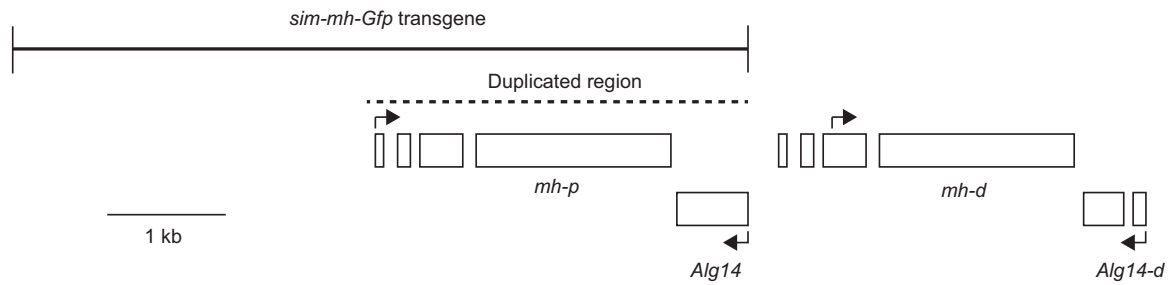 sim-mh-Gfp transgene
Duplicated region
mh-p
mh-d
1 kb
Alg14
Alg14-d